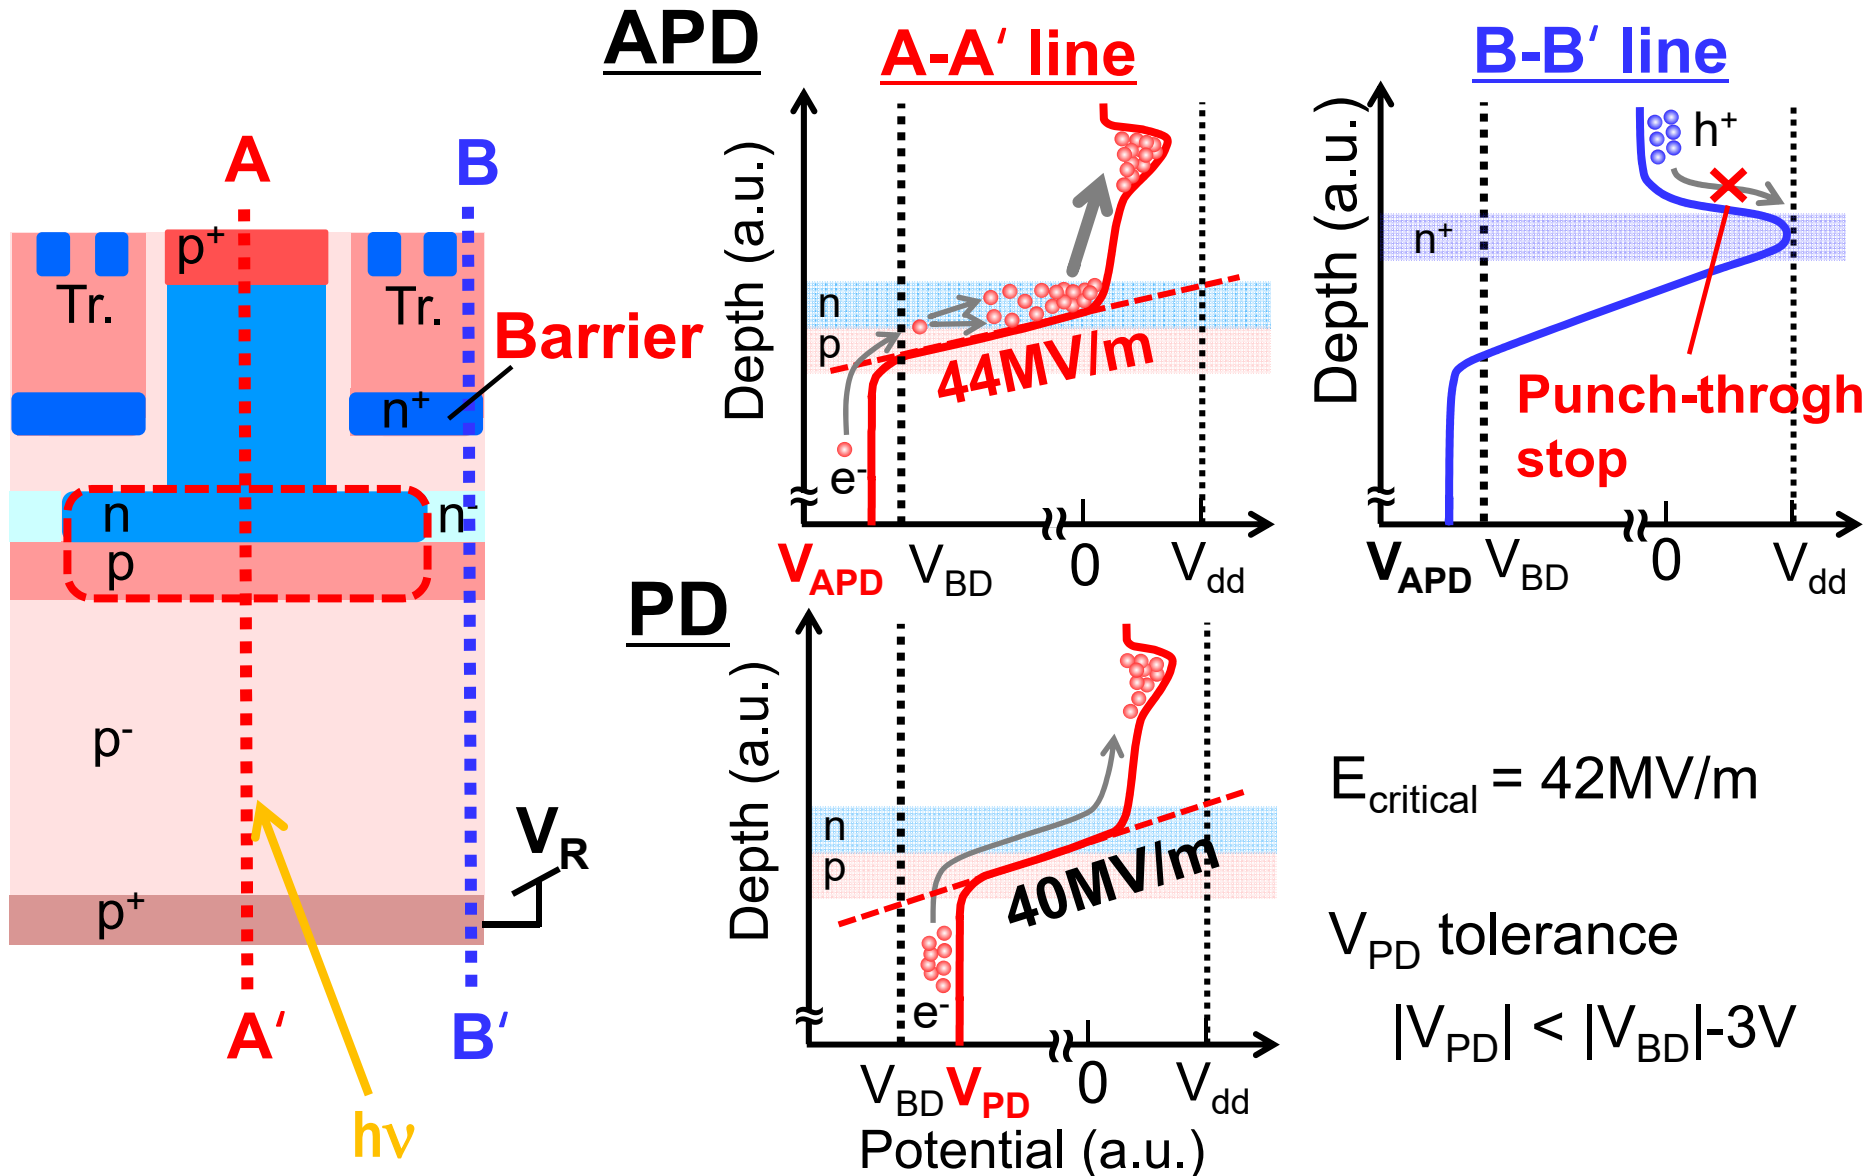 A
B
p+
Tr.
Tr.
Barrier
n+
n
n-
p
p-
VR
p+
A′
B′
hν
APD
A-A′ line
Depth (a.u.)
n
p
44MV/m
e-
VAPD
VBD
0
Vdd
B-B′ line
Depth (a.u.)
h+
n+
Punch-throgh
stop
VAPD
VBD
0
Vdd
PD
Depth (a.u.)
n
p
40MV/m
e-
VBD
VPD
0
Vdd
Potential (a.u.)
Ecritical = 42MV/m
VPD tolerance
|VPD| < |VBD|-3V